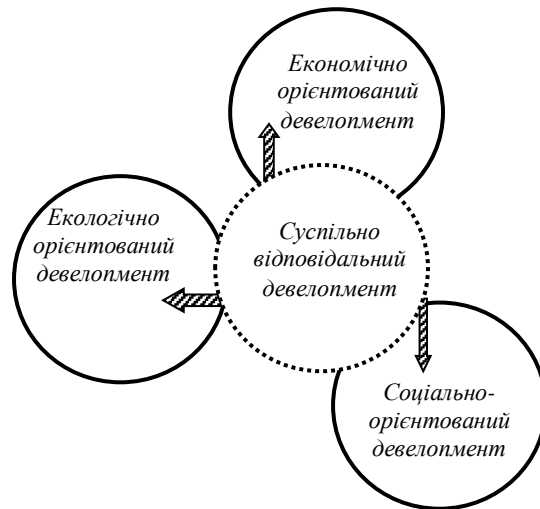 Економічно
орієнтований
девелопмент
Екологічно
орієнтований
девелопмент
Суспільно
відповідальний
девелопмент
Соціально-
орієнтований
девелопмент